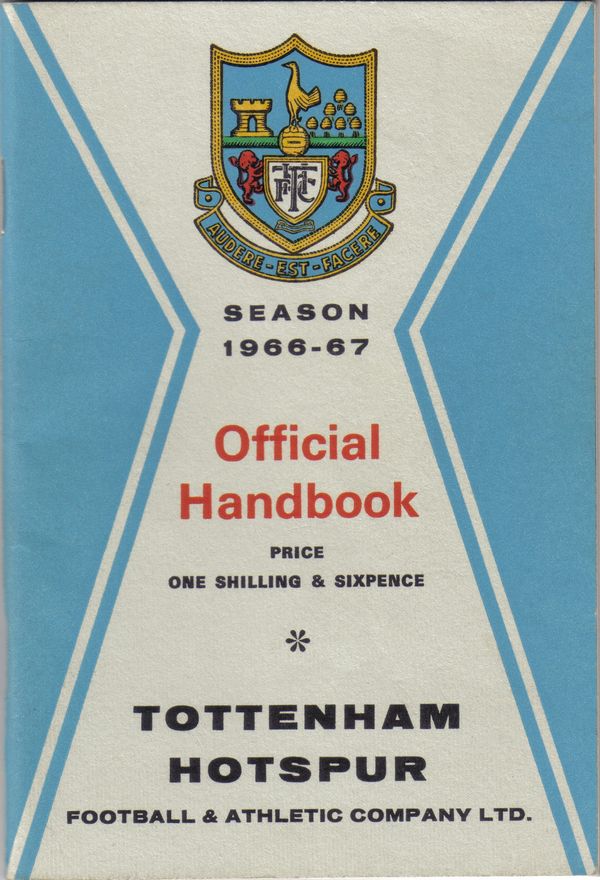 AUDERE-EST-FACERE
SEASON
1966-67
Official
Handbook
PRICE
ONE SHILLING & SIXPENCE
*
TOTTENHAM
HOTSPUR
FOOTBALL & ATHLETIC COMPANY LTD.